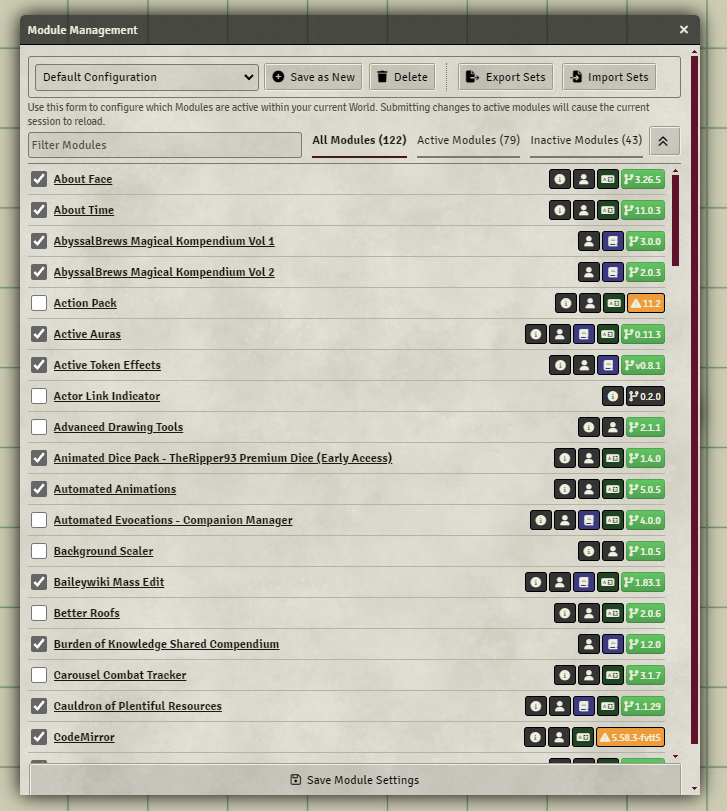 Module Management
Default Configuration
Save as New
Delete
Export Sets
Import Sets
Use this form to configure which Modules are active within your current World. Submitting changes to active modules will cause the current
session to reload.
Filter Modules
All Modules (122)
Active Modules (79)
Inactive Modules (43)
About Face 3.26.5
About Time 11.0.3
AbyssalBrews Magical Kompendium Vol 1 3.0.0
AbyssalBrews Magical Kompendium Vol 2 2.0.3
Action Pack 11.2
Active Auras 0.11.3
Active Token Effects v0.8.1
Actor Link Indicator 0.2.0
Advanced Drawing Tools 2.1.1
Animated Dice Pack - TheRipper93 Premium Dice (Early Access) 1.4.0
Automated Animations 5.0.5
Automated Evocations - Companion Manager 4.0.0
Background Scaler 1.0.5
Baileywiki Mass Edit 1.83.1
Better Roofs 2.0.6
Burden of Knowledge Shared Compendium 1.2.0
Carousel Combat Tracker 3.1.7
Cauldron of Plentiful Resources 1.1.29
CodeMirror 5.58.3-fvtt5
Save Module Settings